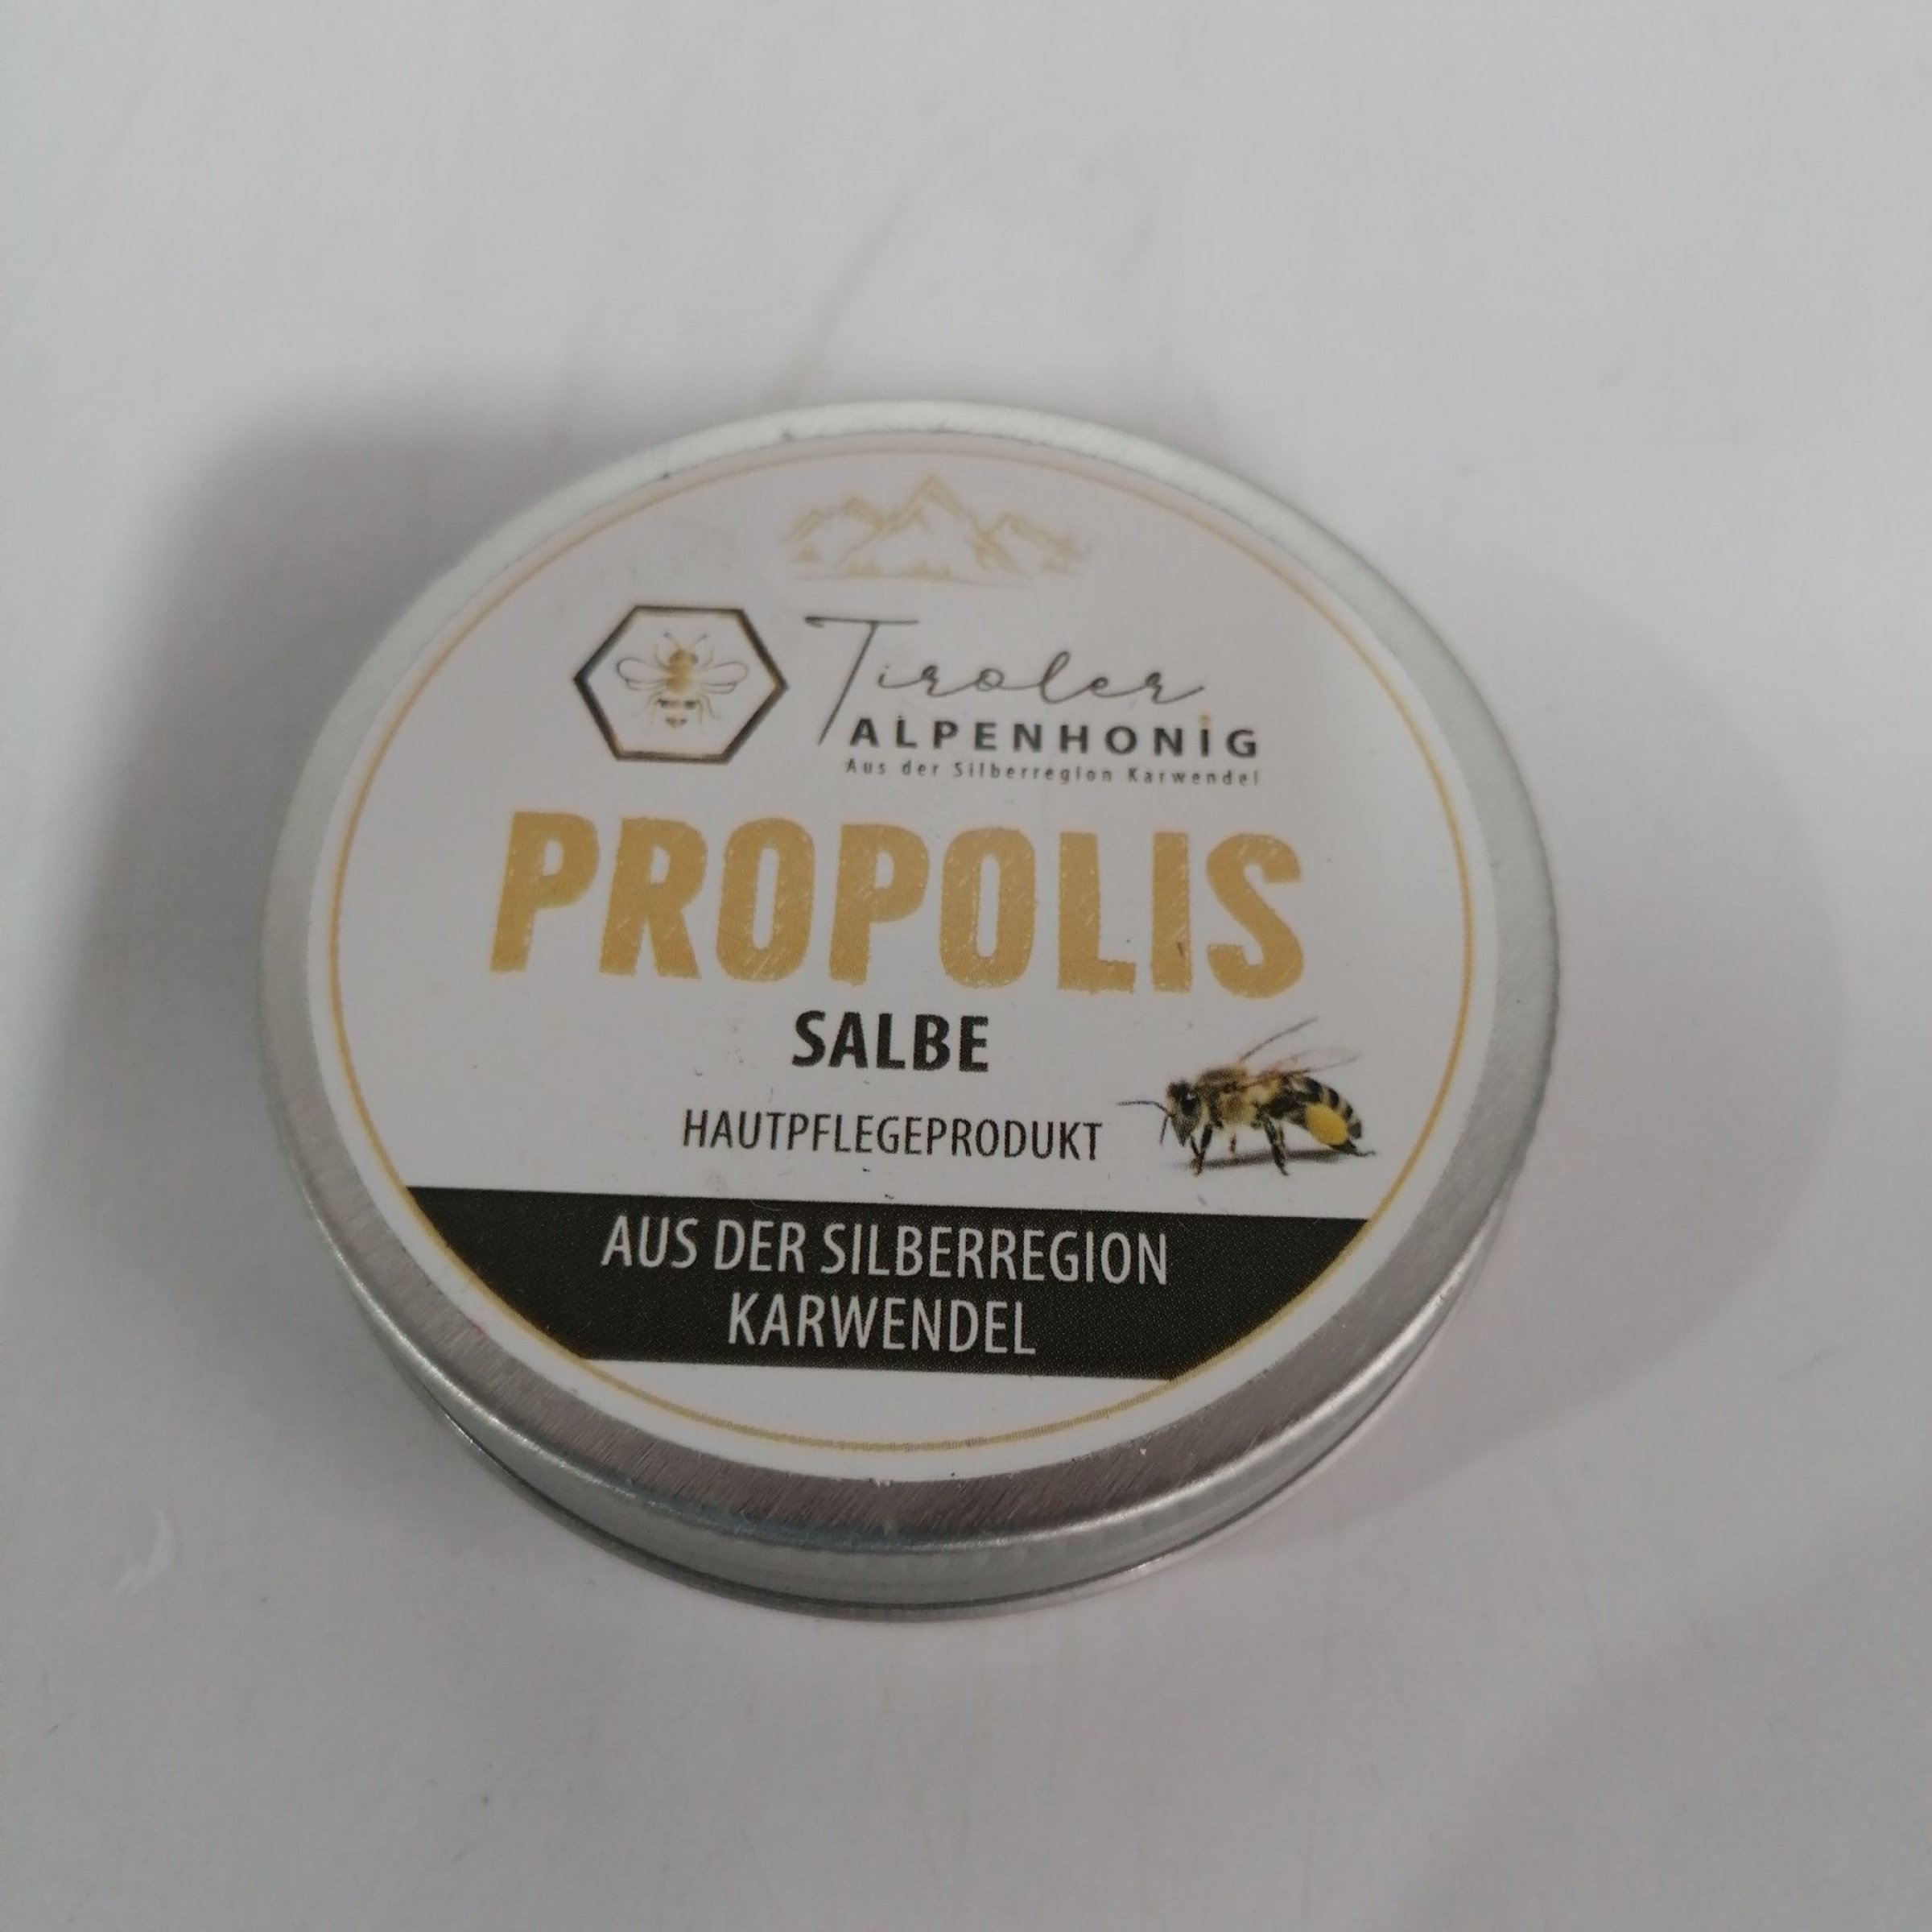 Tiroler
ALPENHONIG
Aus der Silberregion Karwendel
PROPOLIS
SALBE
HAUTPFLEGEPRODUKT
AUS DER SILBERREGION
KARWENDEL